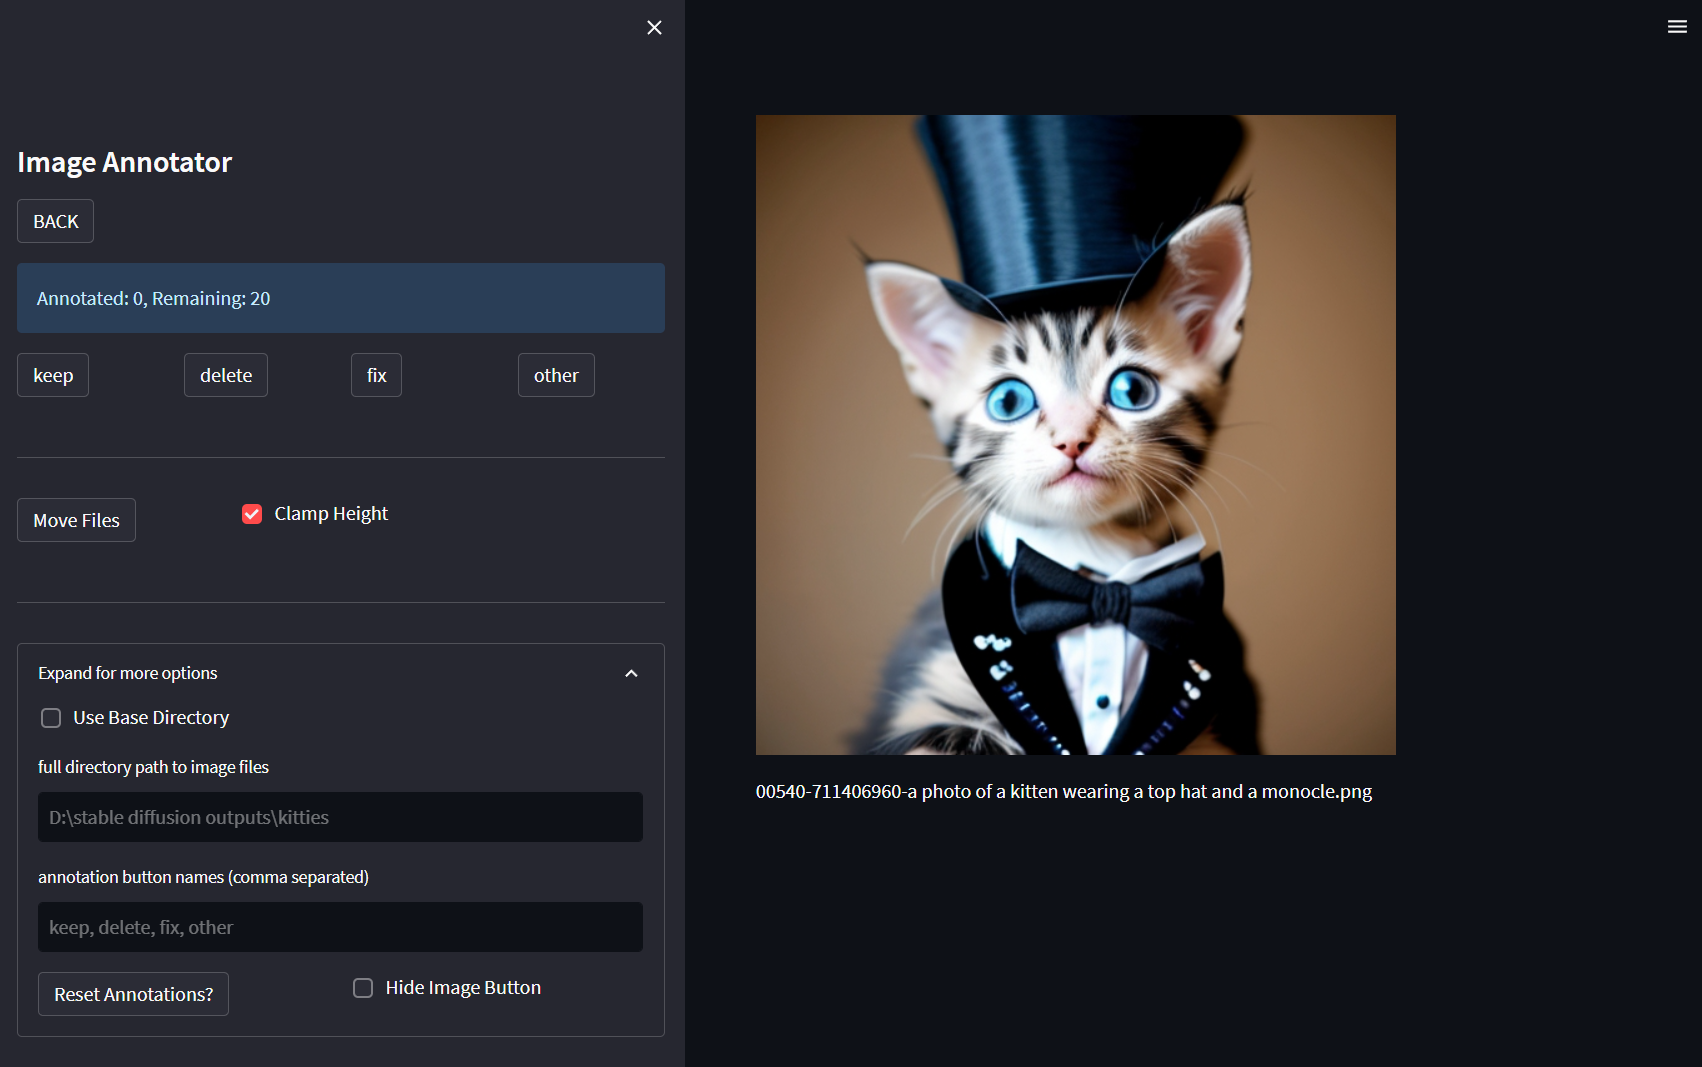 Image Annotator
BACK
Annotated: 0, Remaining: 20
keep
delete
fix
other
Move Files
Clamp Height
Expand for more options
Use Base Directory
full directory path to image files
D:\stable diffusion outputs\kitties
annotation button names (comma separated)
keep, delete, fix, other
Reset Annotations?
Hide Image Button
00540-711406960-a photo of a kitten wearing a top hat and a monocle.png